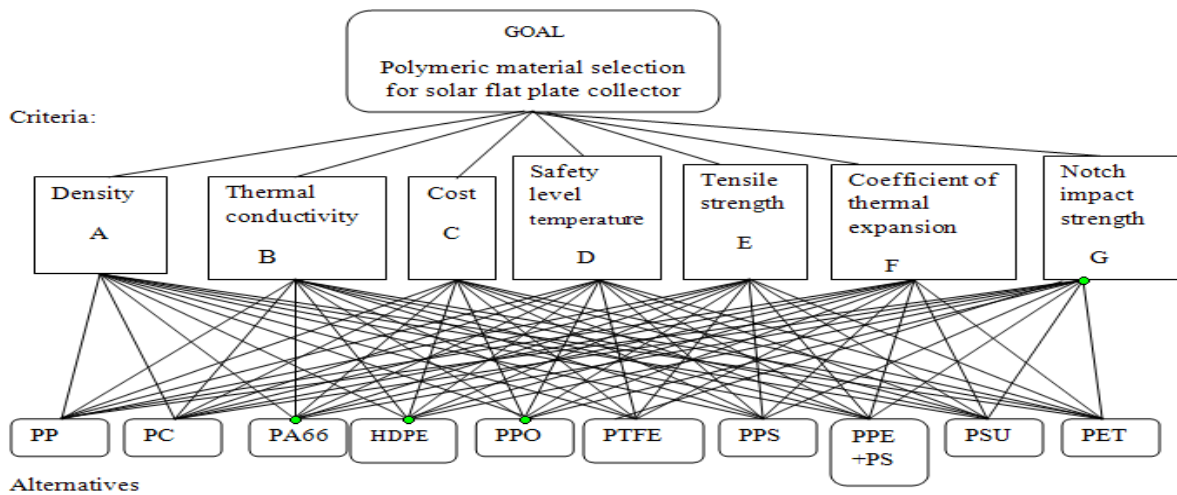 GOAL
Polymeric material selection
for solar flat plate collector
Criteria:
Density
A
Thermal
conductivity
B
Cost
C
Safety
level
temperature
D
Tensile
strength
E
Coefficient of
thermal
expansion
F
Notch
impact
strength
G
PP
PC
PA66
HDPE
PPO
PTFE
PPS
PPE
+PS
PSU
PET
Alternatives